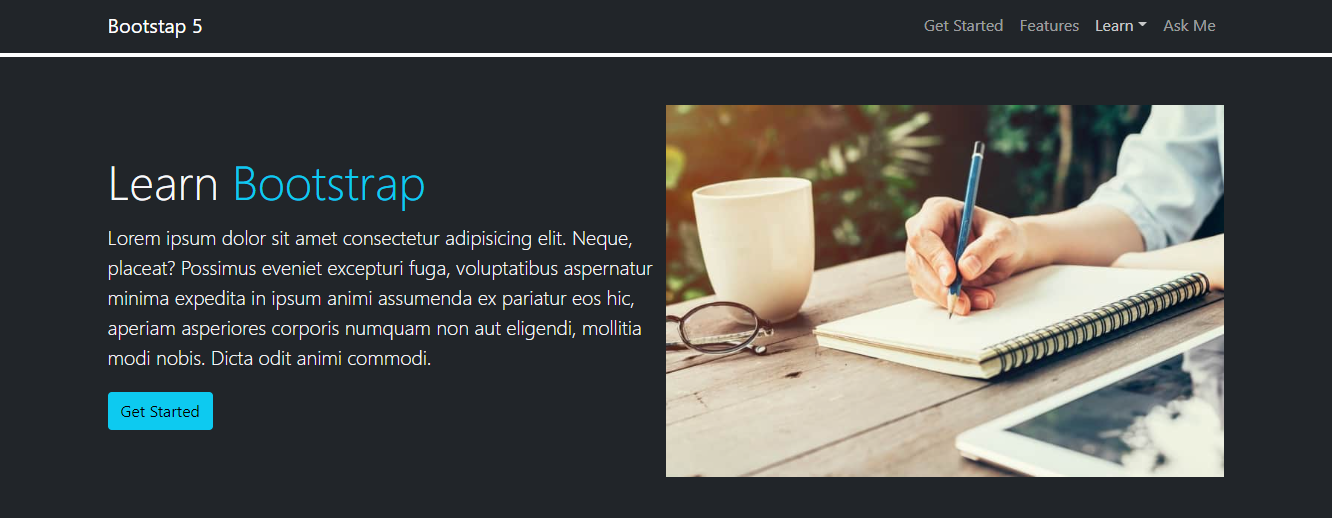 Bootstap 5
Get Started Features Learn Ask Me
Learn Bootstrap
Lorem ipsum dolor sit amet consectetur adipisicing elit. Neque,
placeat? Possimus eveniet excepturi fuga, voluptatibus aspernatur
minima expedita in ipsum animi assumenda ex pariatur eos hic,
aperiam asperiores corporis numquam non aut eligendi, mollitia
modi nobis. Dicta odit animi commodi.
Get Started